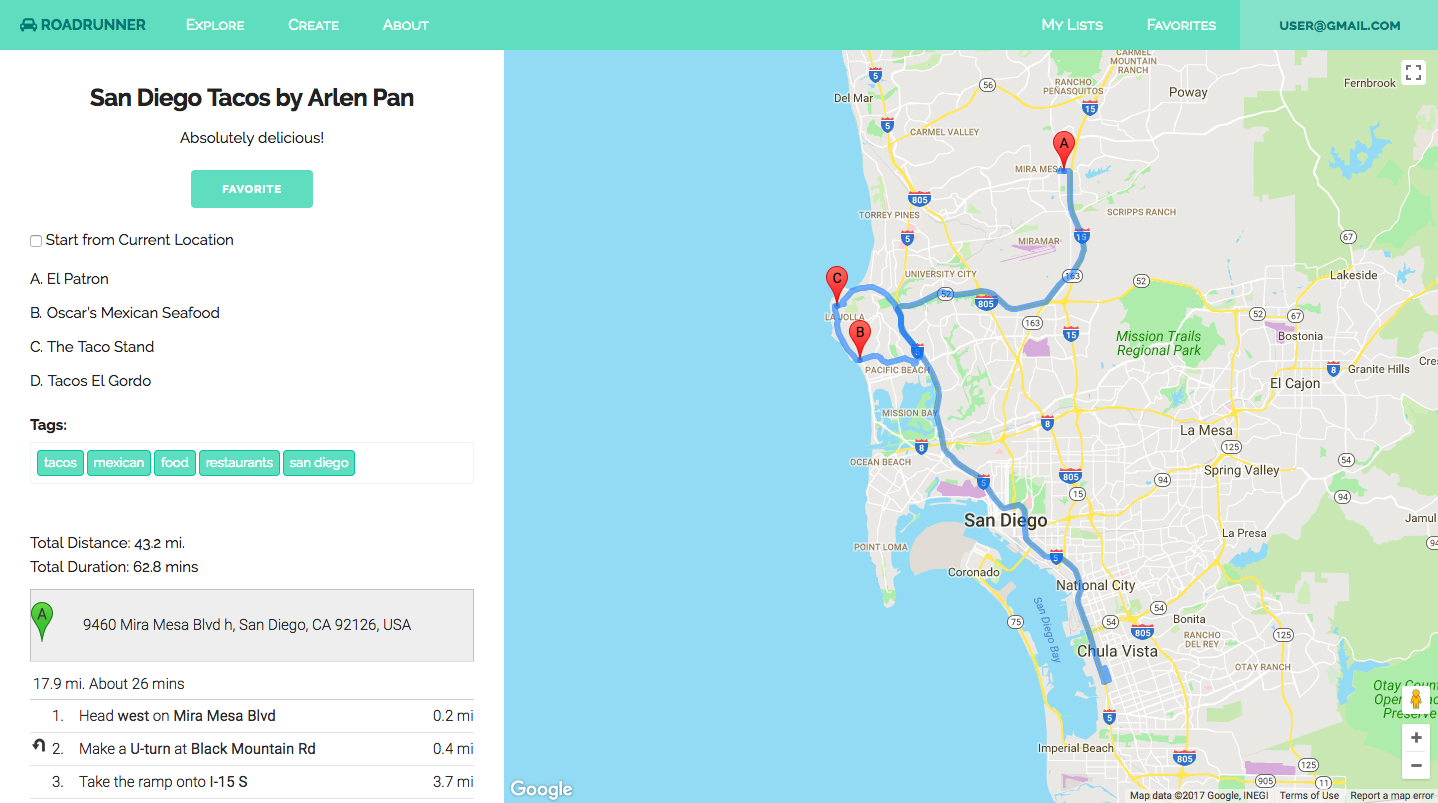 ROADRUNNER Explore Create About My Lists Favorites USER@GMAIL.COM
San Diego Tacos by Arlen Pan
Absolutely delicious!
FAVORITE
Start from Current Location
A. El Patron
B. Oscar's Mexican Seafood
C. The Taco Stand
D. Tacos El Gordo
Tags:
tacos mexican food restaurants san diego
Total Distance: 43.2 mi.
Total Duration: 62.8 mins
A 9460 Mira Mesa Blvd h, San Diego, CA 92126, USA
17.9 mi. About 26 mins
1. Head west on Mira Mesa Blvd 0.2 mi
2. Make a U-turn at Black Mountain Rd 0.4 mi
3. Take the ramp onto I-15 S 3.7 mi
CARMEL
MOUNTAIN
RANCH
5
56
RANCHO
PEÑASQUITOS
Fernbrook
Del Mar
Poway
15
5
CARMEL VALLEY
A
MIRA MESA
805
TORREY PINES
SCRIPPS RANCH
5
15
67
MIRAMAR
UNIVERSITY CITY
163
52
Lakeside
C
52
805
LA JOLLA
163
52
67
B
15
Mission Trails
Regional Park
Bostonia
5
PACIFIC BEACH
8
Granite Hills
Cres
El Cajon
MISSION BAY
8
La Mesa
8
125
OCEAN BEACH
54
Spring Valley
805
94
5
15
94
San Diego
Jamul
La Presa
94
POINT LOMA
5
Coronado
National City
San Diego Bay
54
75
54
Bonita
805
RANCHO
DEL REY
125
Chula Vista
OTAY RANCH
Otay County
Open
Preserve
5
Imperial Beach
805
125
905
11
+
−
Google
Map data ©2017 Google, INEGI Terms of Use Report a map error